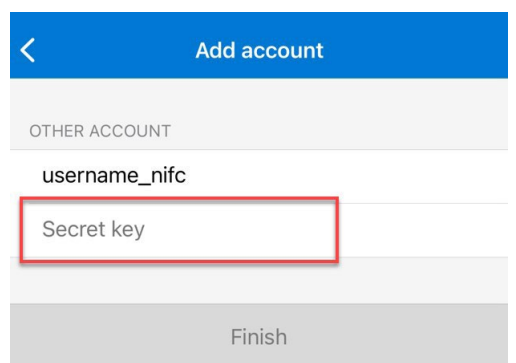 Add account
OTHER ACCOUNT
username_nifc
Secret key
Finish